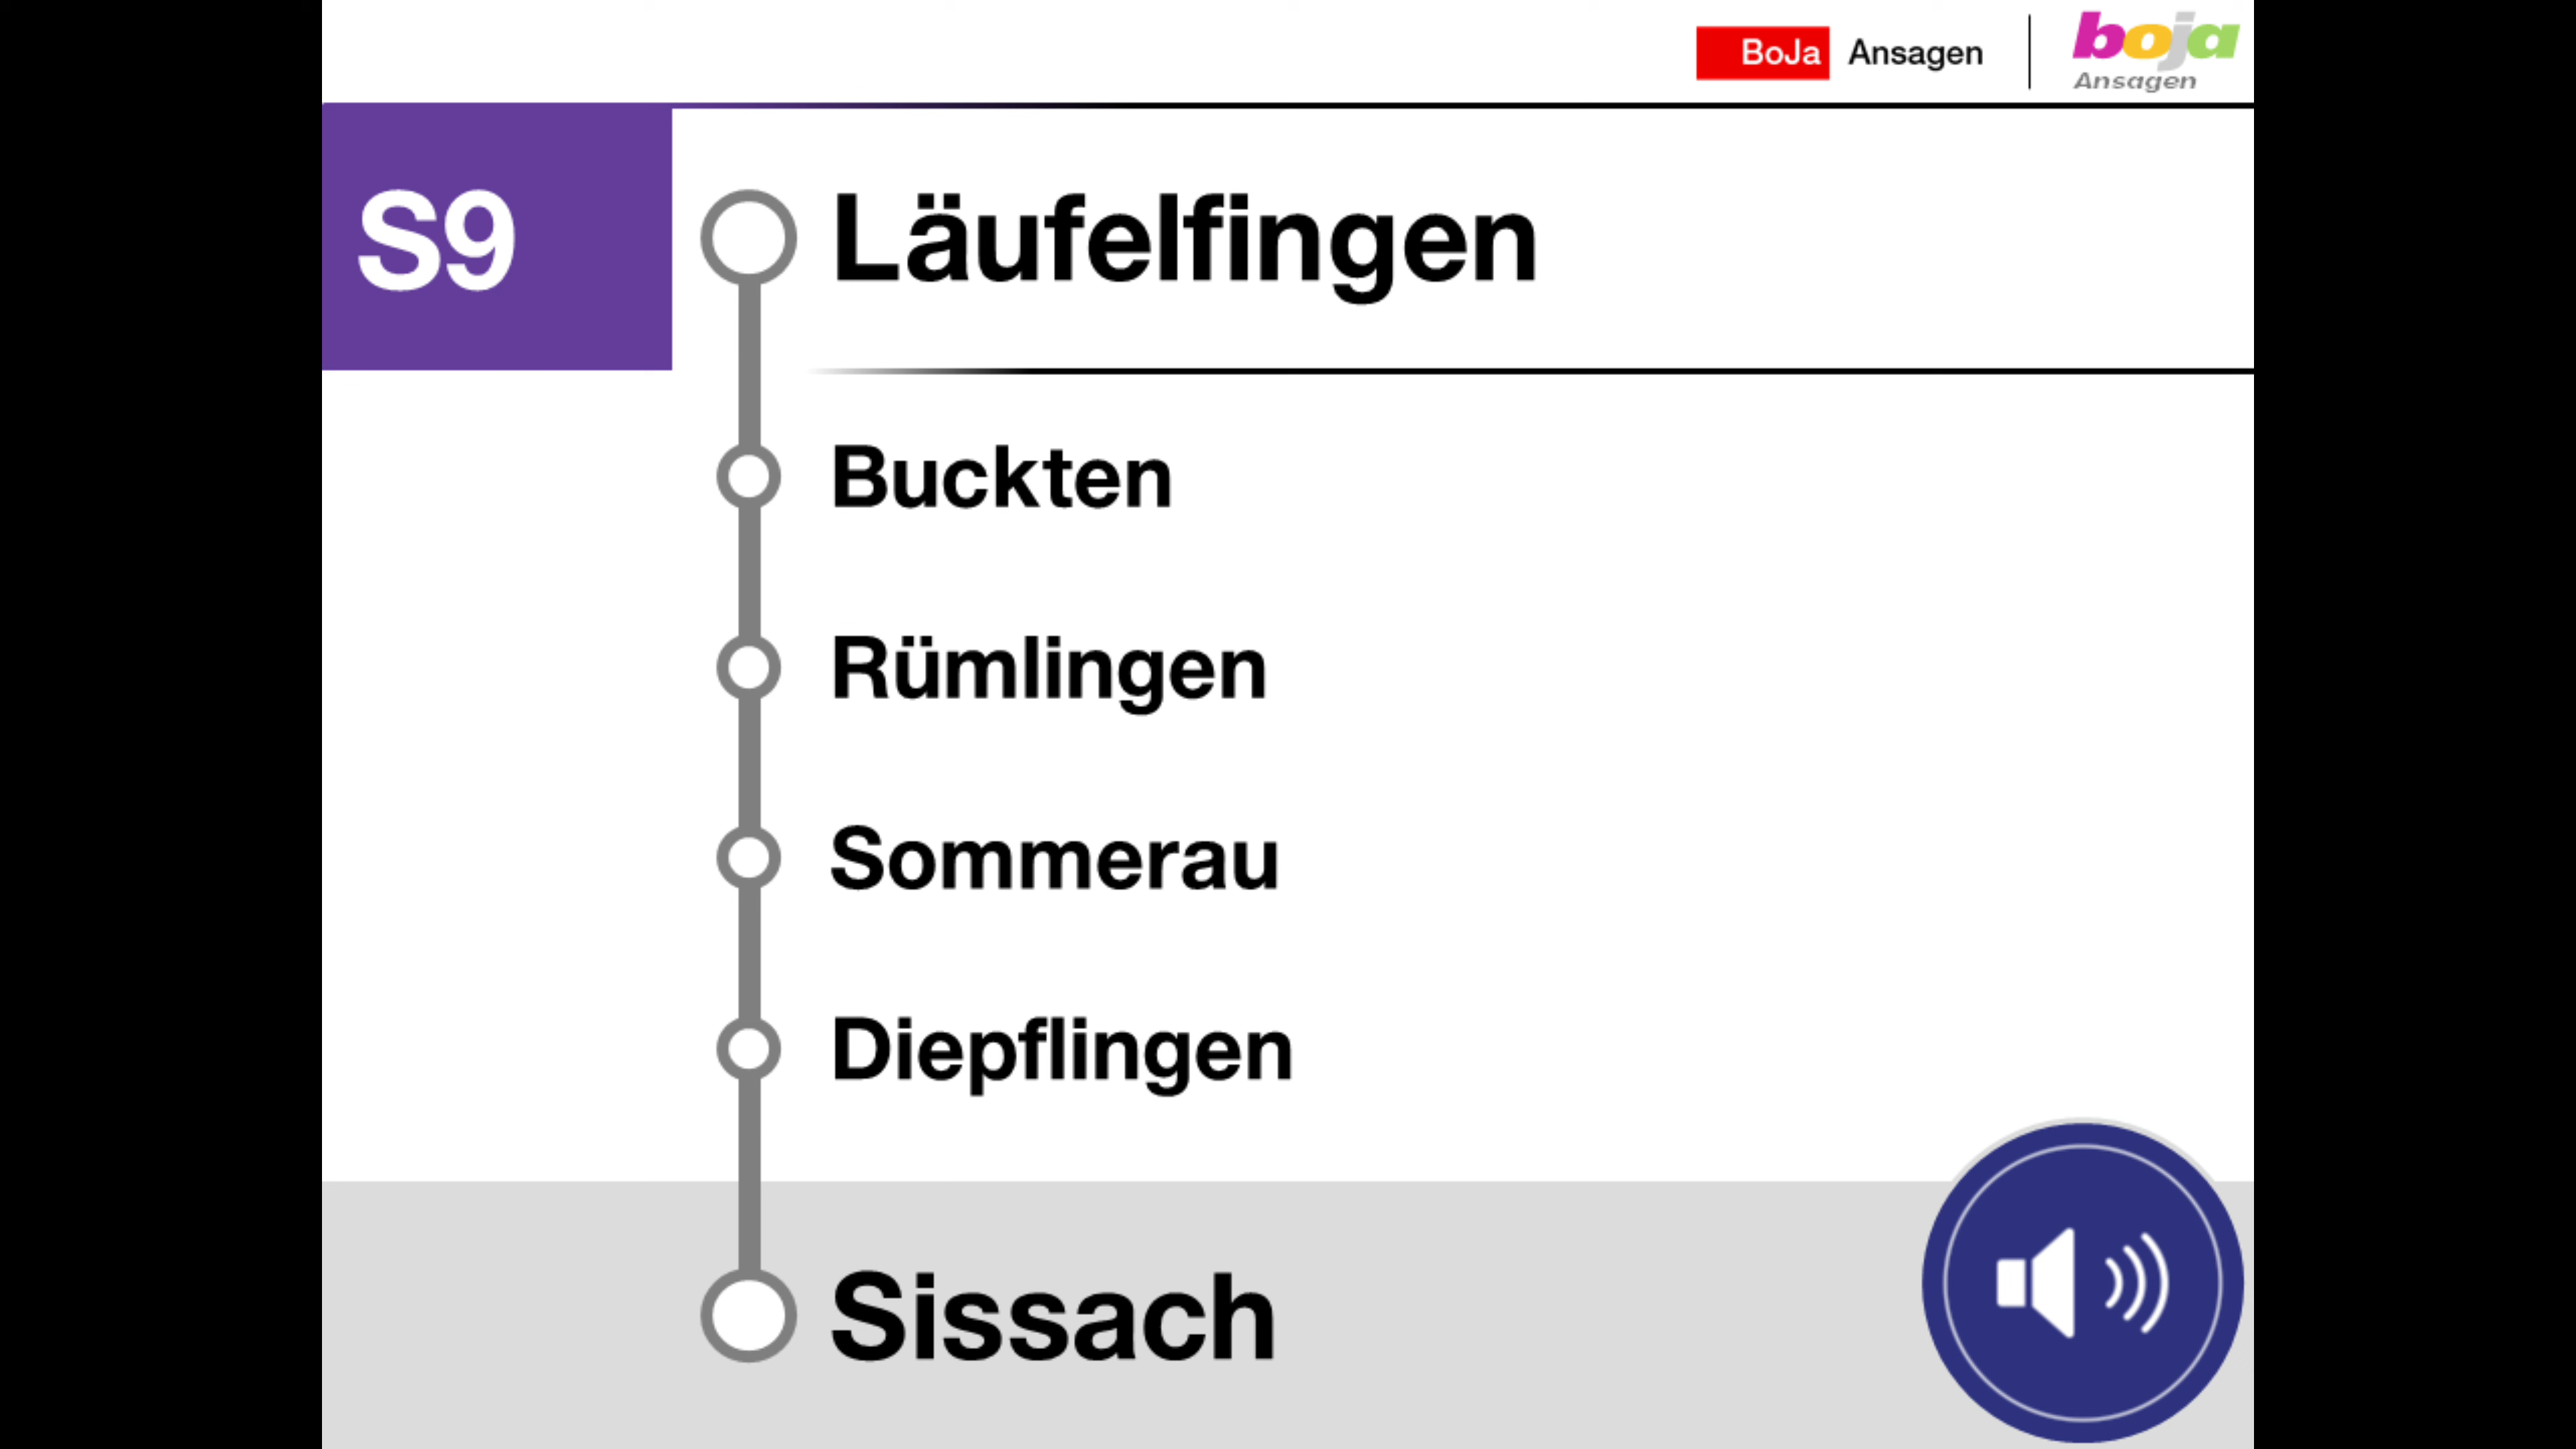 BoJa Ansagen
boja
Ansagen
S9
Läufelfingen
Buckten
Rümlingen
Sommerau
Diepflingen
Sissach